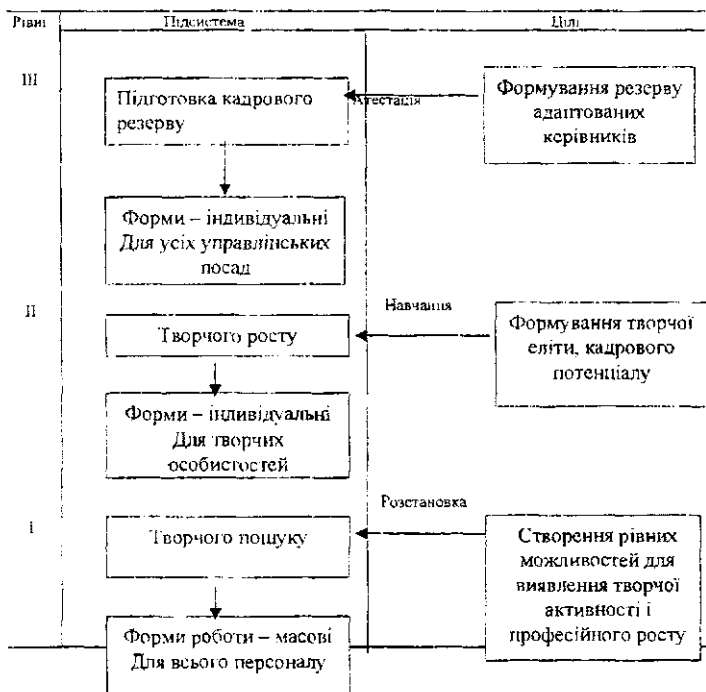 Рівні Підсистема Цілі
III
Підготовка кадрового
резерву
Атестація
Формування резерву
адаптованих
керівників
Форми – індивідуальні
Для усіх управлінських
посад
II
Творчого росту
Навчання
Формування творчої
еліти, кадрового
потенціалу
Форми – індивідуальні
Для творчих
особистостей
I
Творчого пошуку
Розстановка
Створення рівних
можливостей для
виявлення творчої
активності і
професійного росту
Форми роботи – масові
Для всього персоналу